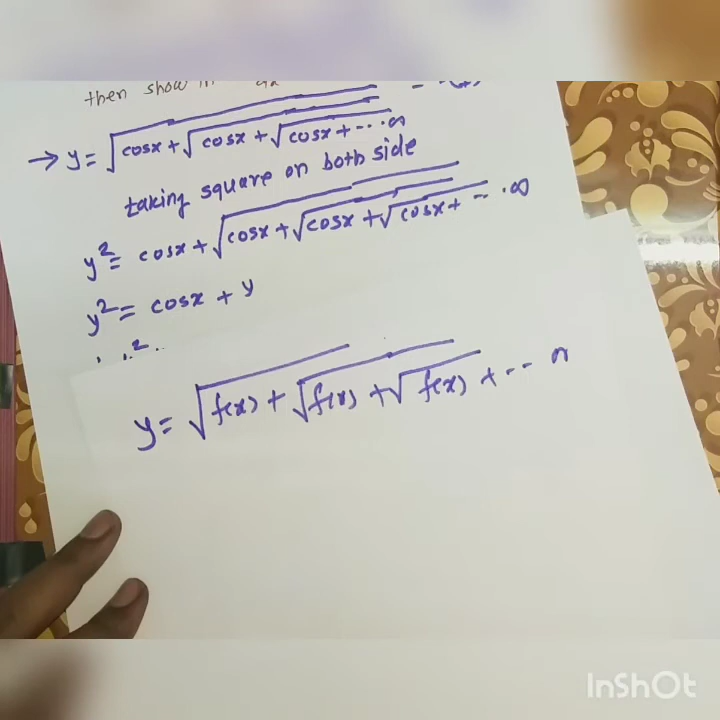 then show
→ y = √cosx + √cosx + √cosx + ... ∞
taking square on both side
y² = cosx + √cosx + √cosx + √cosx + ... ∞
y² = cosx + y
y = √f(x) + √f(x) + √f(x) + ... ∞
InShOt